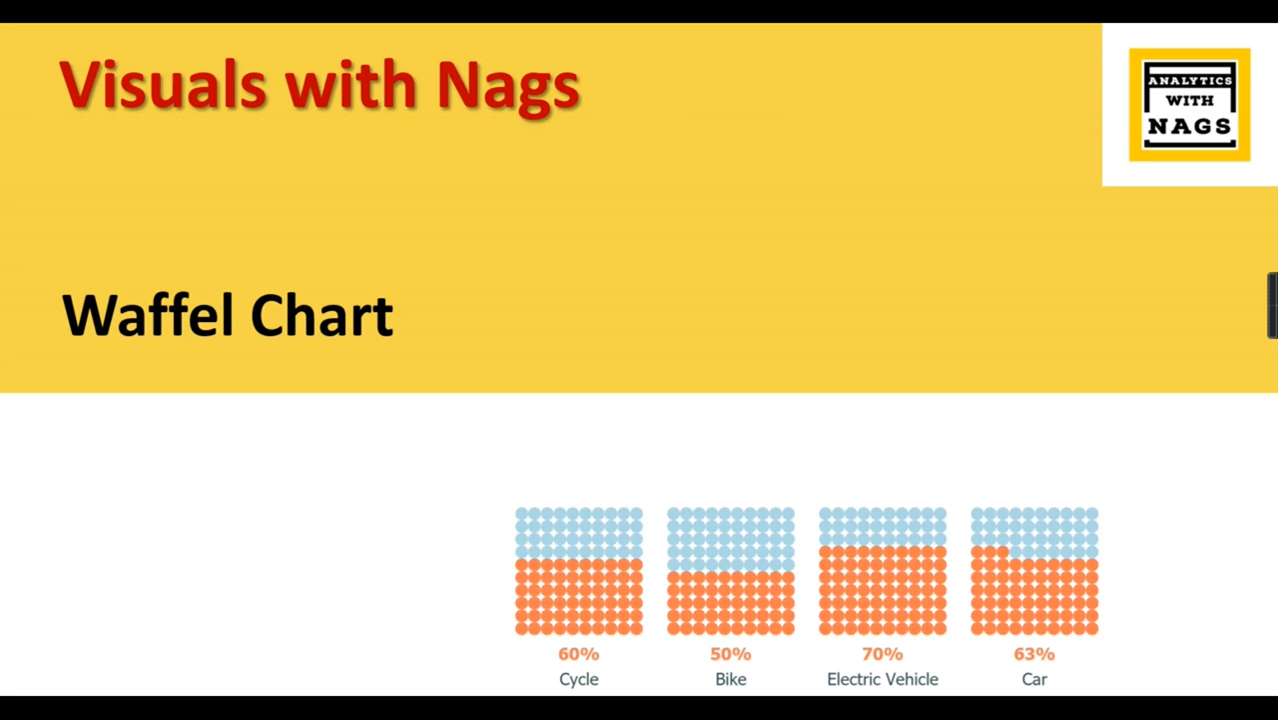 Visuals with Nags
ANALYTICS
WITH
NAGS
Waffel Chart
60% 50% 70% 63%
Cycle Bike Electric Vehicle Car